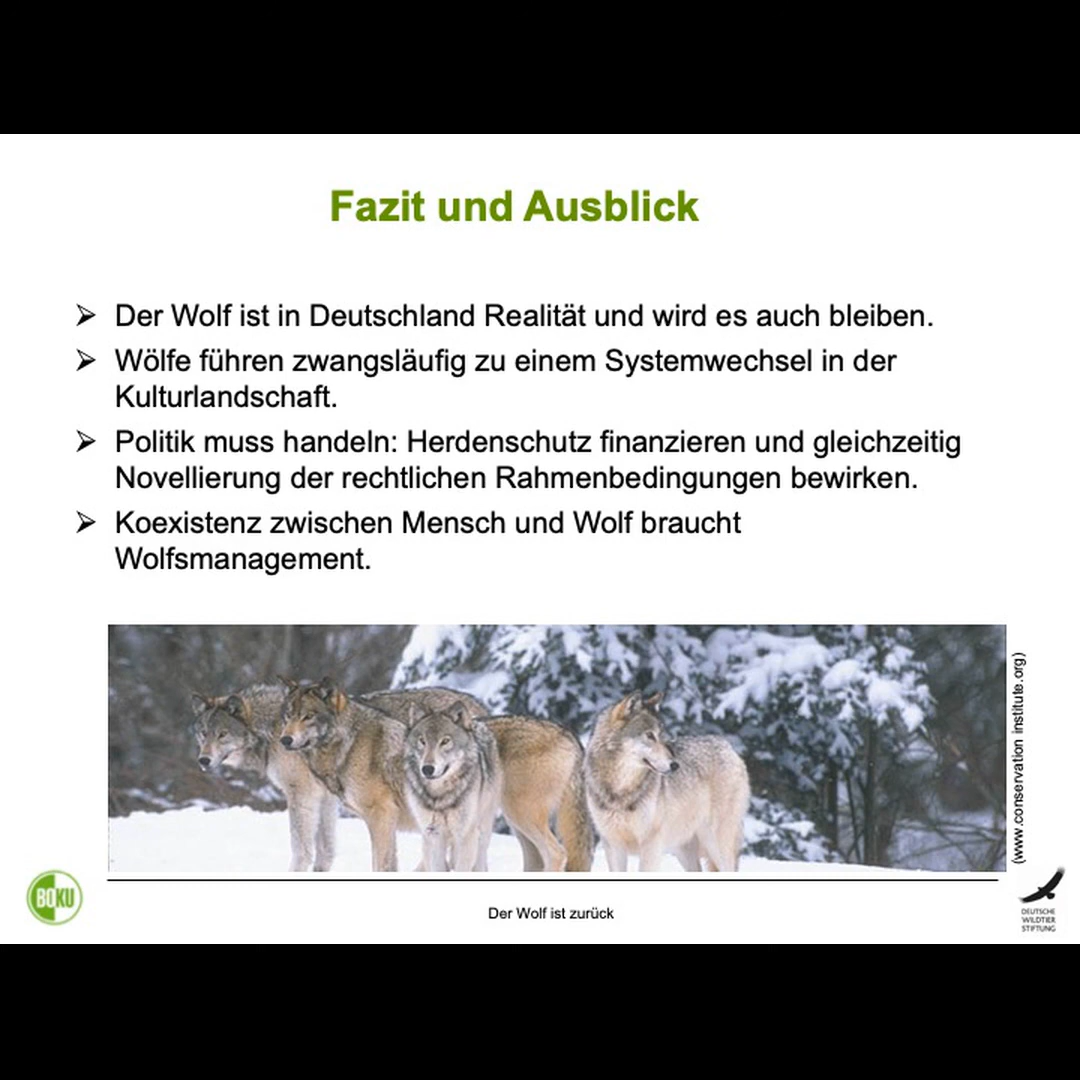 Fazit und Ausblick
➢ Der Wolf ist in Deutschland Realität und wird es auch bleiben.
➢ Wölfe führen zwangsläufig zu einem Systemwechsel in der
Kulturlandschaft.
➢ Politik muss handeln: Herdenschutz finanzieren und gleichzeitig
Novellierung der rechtlichen Rahmenbedingungen bewirken.
➢ Koexistenz zwischen Mensch und Wolf braucht
Wolfsmanagement.
(www.conservation institute.org)
BOKU
Der Wolf ist zurück
DEUTSCHE
WILDTIER
STIFTUNG